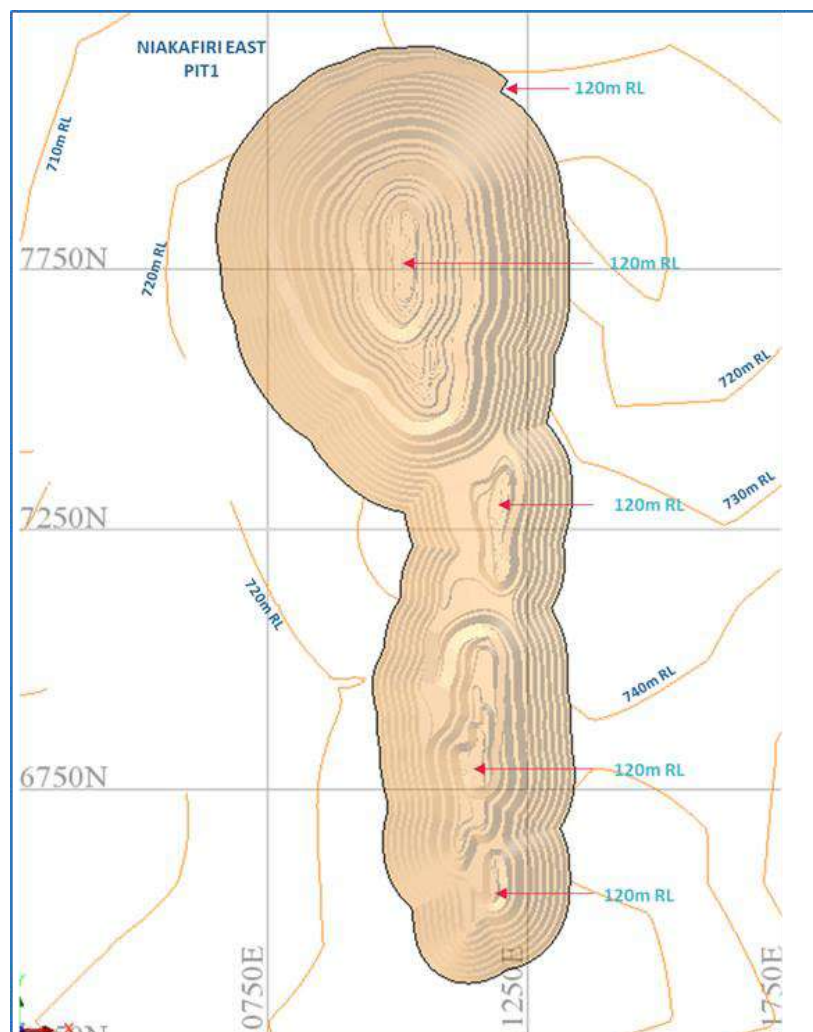 NIAKAFIRI EAST
PIT1
120m RL
710m RL
7750N
720m RL
120m RL
720m RL
730m RL
120m RL
7250N
720m RL
740m RL
120m RL
6750N
120m RL
0750E
1250E
1750E
X